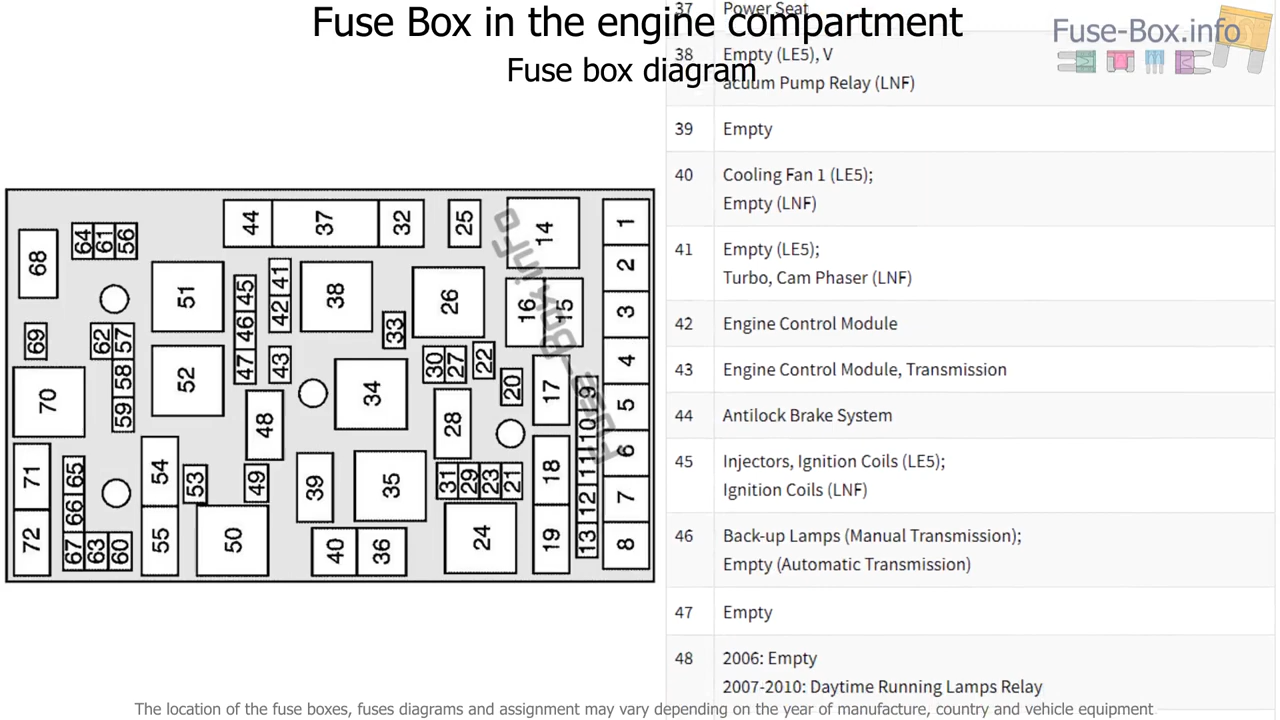 Fuse Box in the engine compartment
Fuse box diagram
Fuse-Box.info
37 Power Seat
38 Empty (LE5), V
acuum Pump Relay (LNF)
39 Empty
40 Cooling Fan 1 (LE5);
Empty (LNF)
41 Empty (LE5);
Turbo, Cam Phaser (LNF)
42 Engine Control Module
43 Engine Control Module, Transmission
44 Antilock Brake System
45 Injectors, Ignition Coils (LE5);
Ignition Coils (LNF)
46 Back-up Lamps (Manual Transmission);
Empty (Automatic Transmission)
47 Empty
48 2006: Empty
2007-2010: Daytime Running Lamps Relay
68
64 61 56
44 37 32
25
14
1
2
3
4
5
6
7
8
51
45
46
47
41
42
43
38
33
26
16 15
69
62 57
58
59
52
48
34
30 27
22
20
17
9
10
11
12
13
70
28
71
72
65
66
67 63 60
54
55
53
49
50
39
35
40 36
31 29 23 21
24
18
19
Fuse-Box.info
The location of the fuse boxes, fuses diagrams and assignment may vary depending on the year of manufacture, country and vehicle equipment